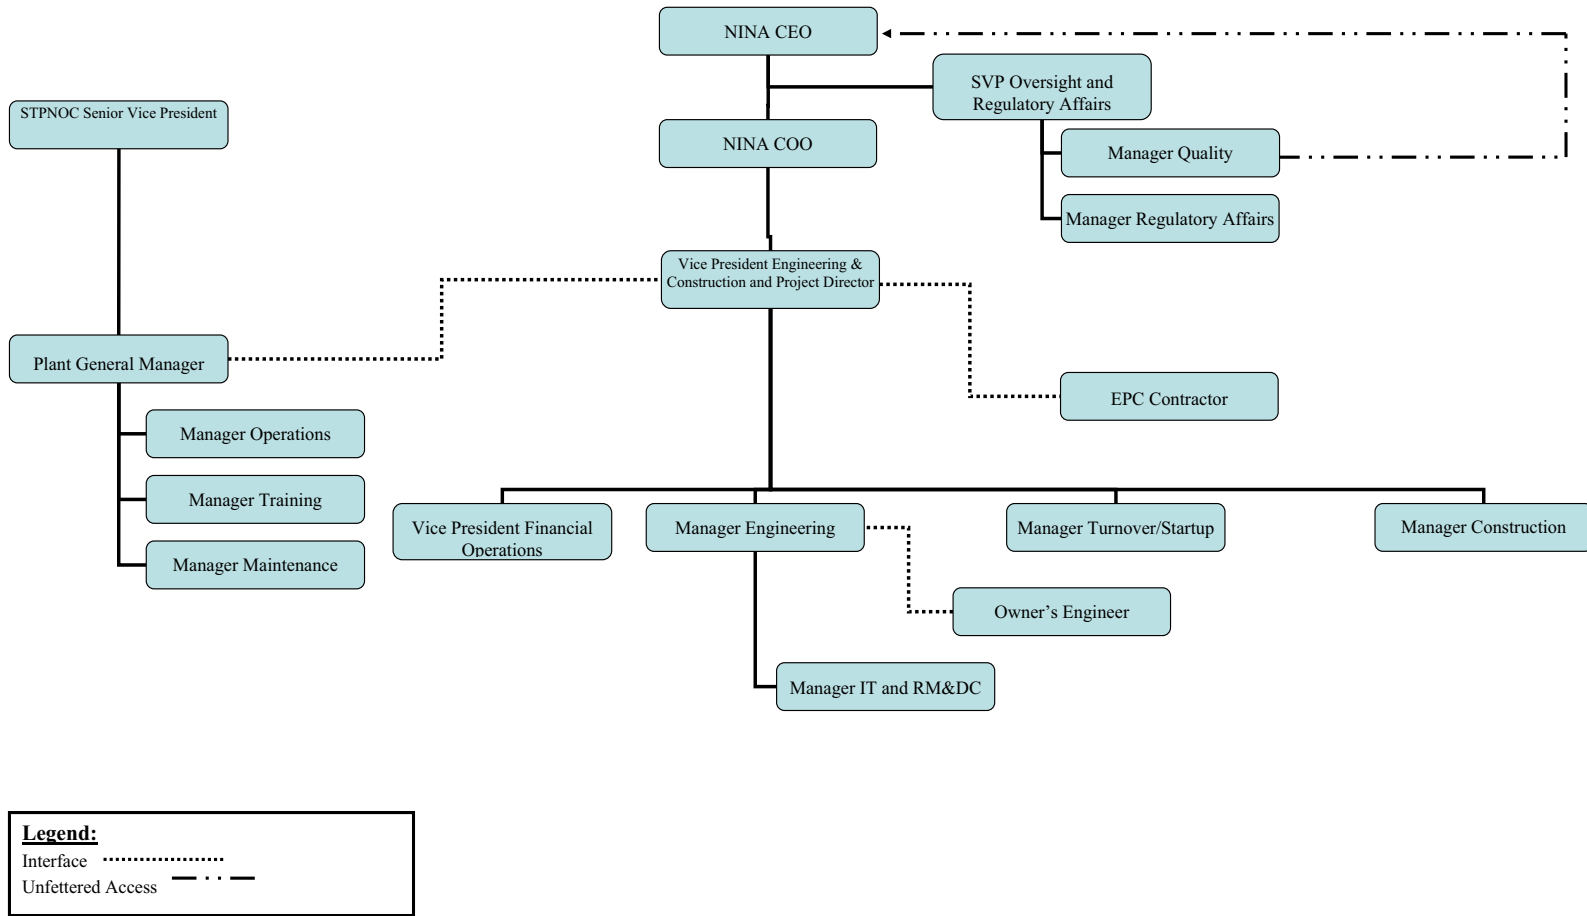 NINA CEO
SVP Oversight and
Regulatory Affairs
STPNOC Senior Vice President
NINA COO
Manager Quality
Manager Regulatory Affairs
Vice President Engineering &
Construction and Project Director
Plant General Manager
EPC Contractor
Manager Operations
Manager Training
Manager Maintenance
Vice President Financial
Operations
Manager Engineering
Manager Turnover/Startup
Manager Construction
Owner’s Engineer
Manager IT and RM&DC
Legend:
Interface
Unfettered Access